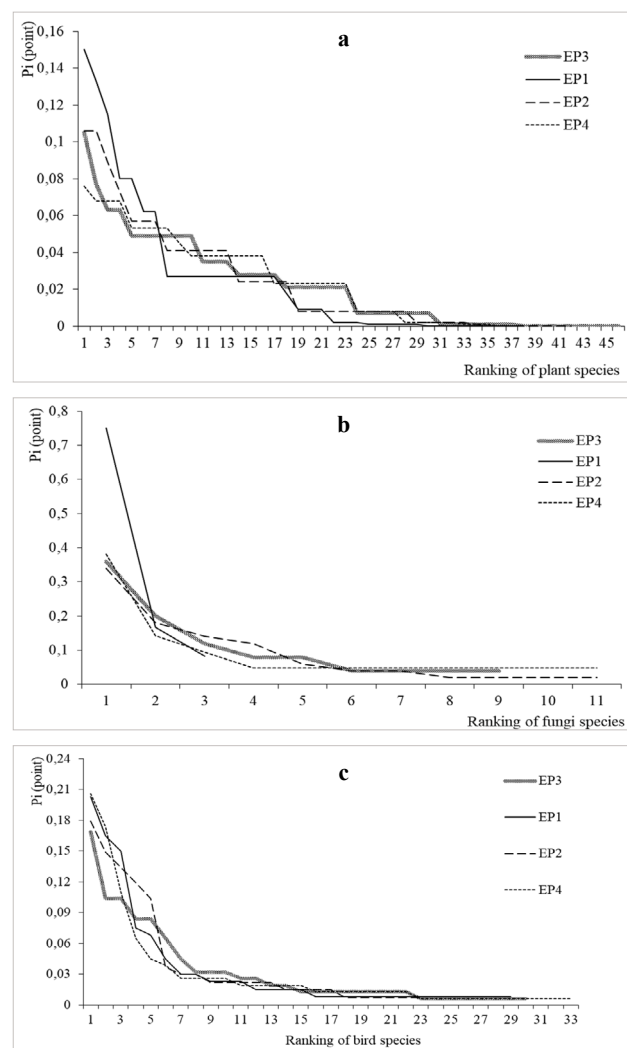 a
Pi (point)
0,16
0,14
0,12
0,1
0,08
0,06
0,04
0,02
0
EP3
EP1
EP2
EP4
1 3 5 7 9 11 13 15 17 19 21 23 25 27 29 31 33 35 37 39 41 43 45
Ranking of plant species
b
Pi (point)
0,8
0,7
0,6
0,5
0,4
0,3
0,2
0,1
0
EP3
EP1
EP2
EP4
1 2 3 4 5 6 7 8 9 10 11
Ranking of fungi species
c
Pi (point)
0,24
0,21
0,18
0,15
0,12
0,09
0,06
0,03
0
EP3
EP1
EP2
EP4
1 3 5 7 9 11 13 15 17 19 21 23 25 27 29 31 33
Ranking of bird species